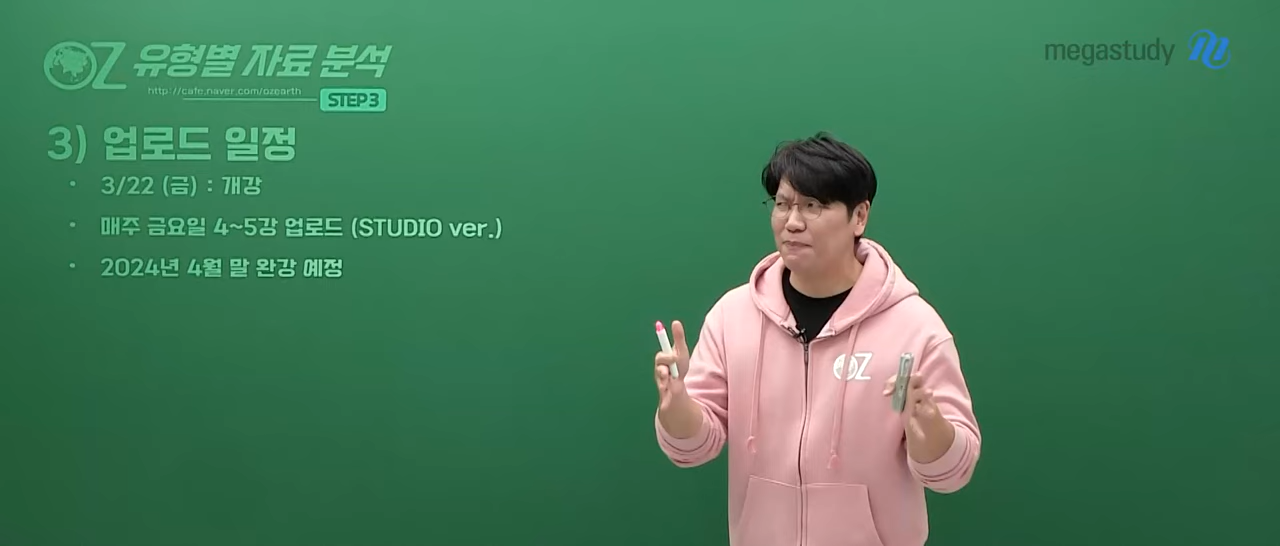 OZ 유형별 자료 분석
http://cafe.naver.com/ozearth
STEP 3
megastudy
3) 업로드 일정
• 3/22 (금) : 개강
• 매주 금요일 4~5강 업로드 (STUDIO ver.)
• 2024년 4월 말 완강 예정
OZ